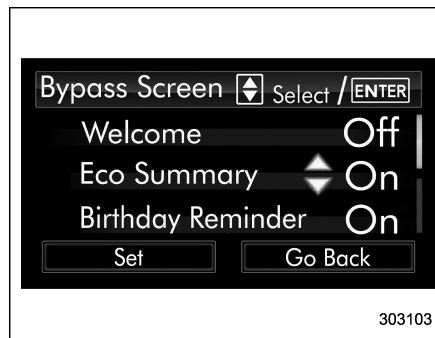 Bypass Screen Select / ENTER
Welcome Off
Eco Summary On
Birthday Reminder On
Set Go Back
303103